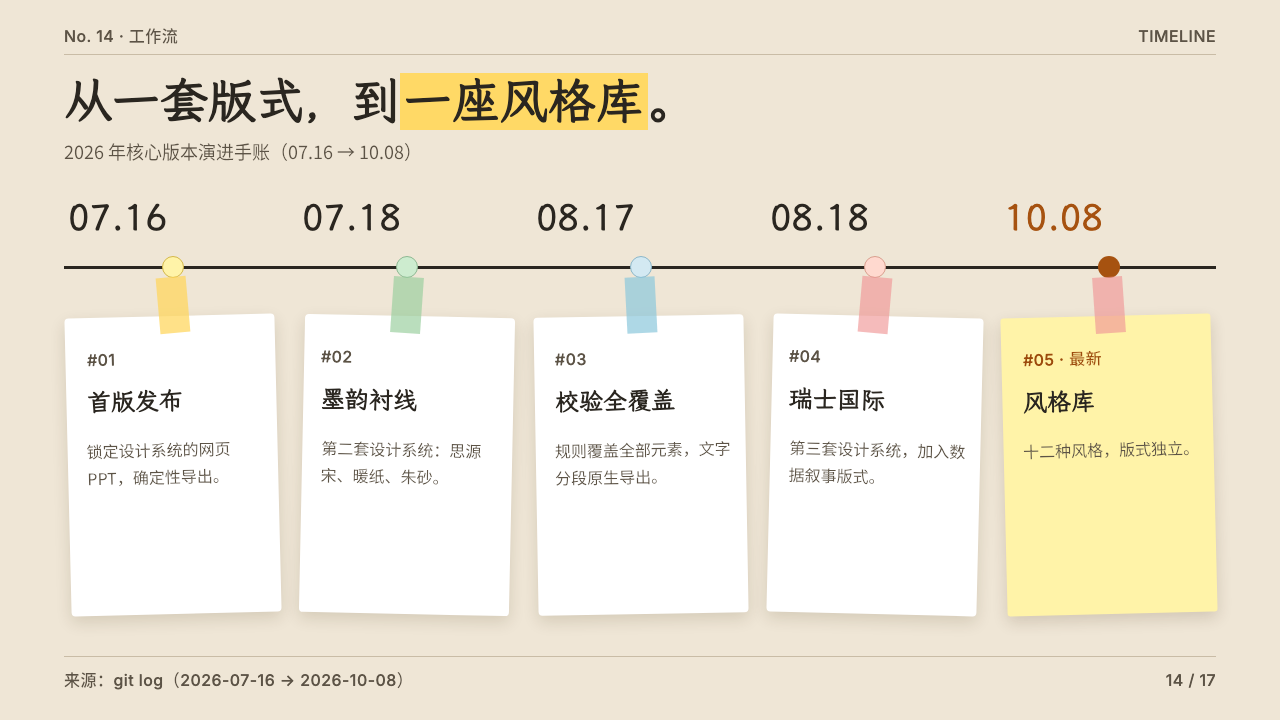 No. 14 · 工作流
TIMELINE
从一套版式，到一座风格库。
2026 年核心版本演进手账（07.16 → 10.08）
07.16
07.18
08.17
08.18
10.08
#01
首版发布
锁定设计系统的网页
PPT，确定性导出。
#02
墨韵衬线
第二套设计系统：思源
宋、暖纸、朱砂。
#03
校验全覆盖
规则覆盖全部元素，文字
分段原生导出。
#04
瑞士国际
第三套设计系统，加入数
据叙事版式。
#05 · 最新
风格库
十二种风格，版式独立。
来源：git log（2026-07-16 → 2026-10-08）
14 / 17